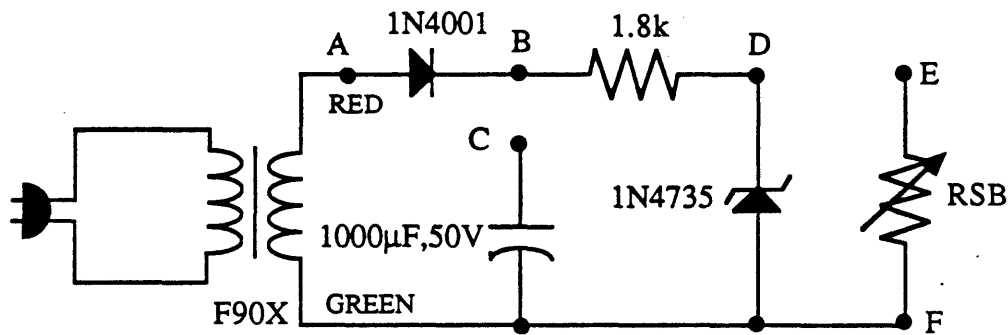 1N4001
1.8k
A
B
D
E
RED
C
1N4735
RSB
1000µF,50V
F90X
GREEN
F